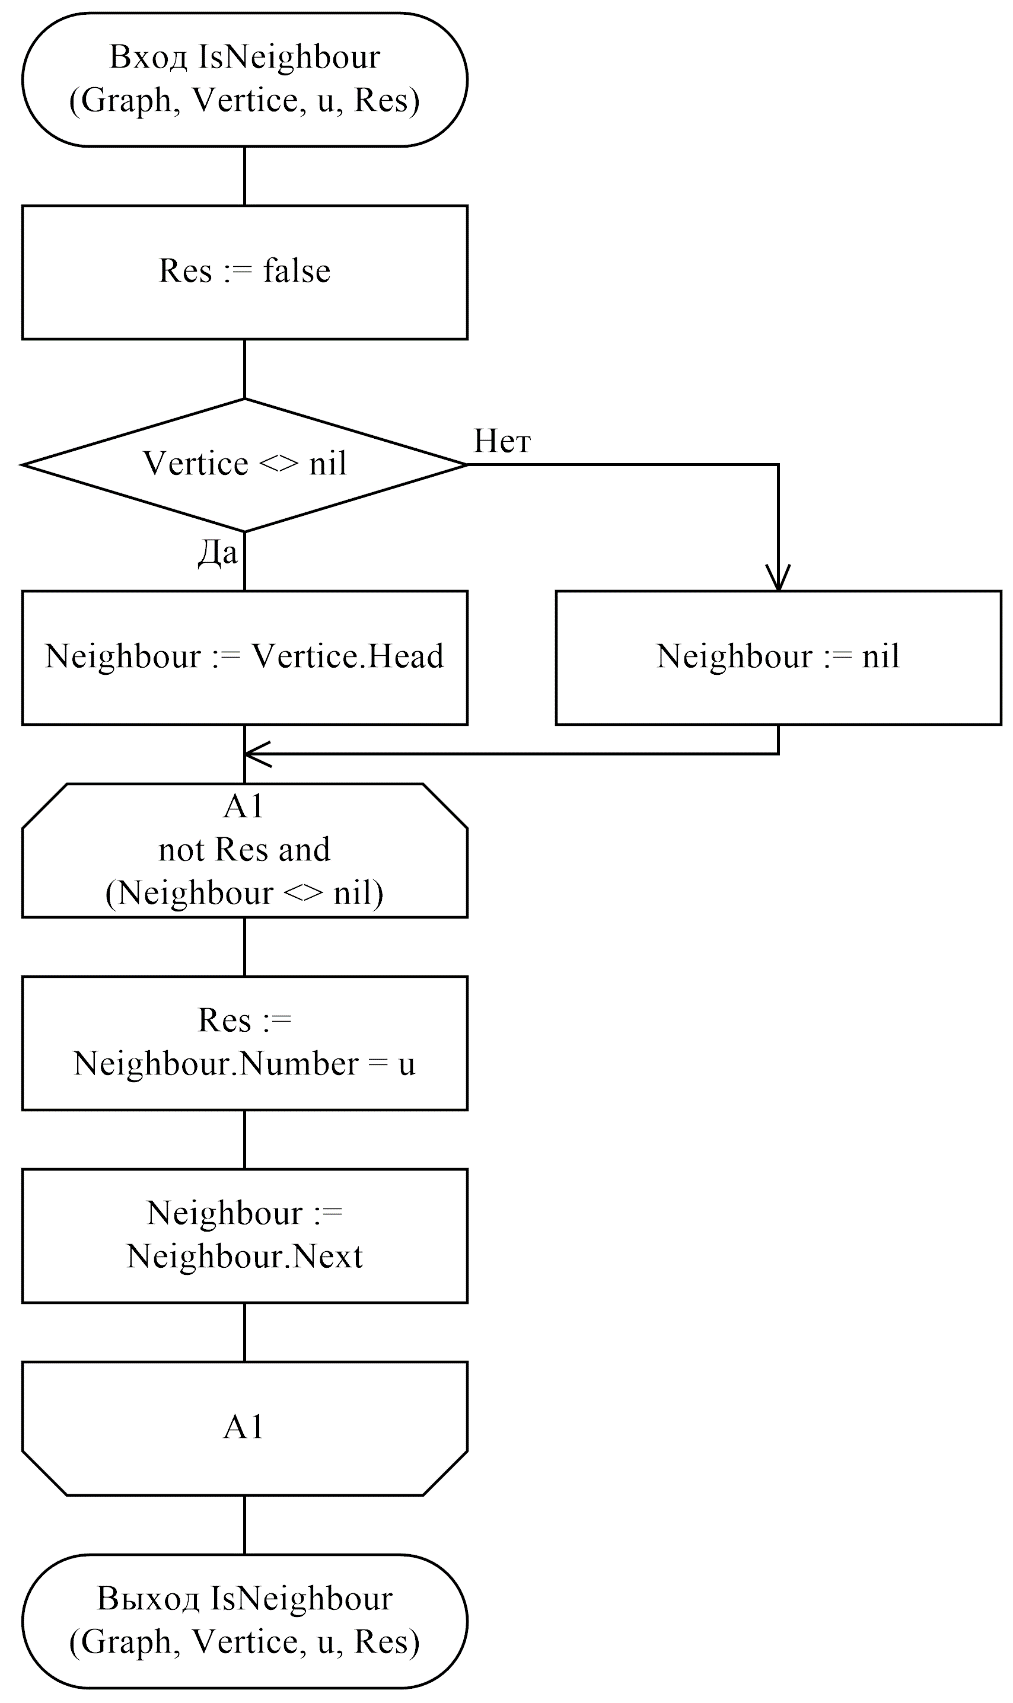 Вход IsNeighbour
(Graph, Vertice, u, Res)
Res := false
Vertice <> nil
Нет
Да
Neighbour := Vertice.Head
Neighbour := nil
A1
not Res and
(Neighbour <> nil)
Res :=
Neighbour.Number = u
Neighbour :=
Neighbour.Next
A1
Выход IsNeighbour
(Graph, Vertice, u, Res)